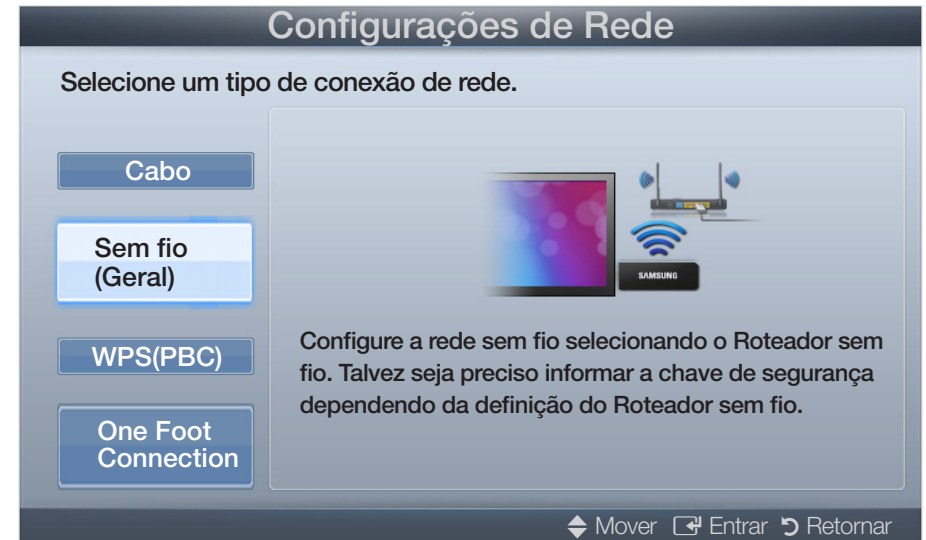 Configurações de Rede
Selecione um tipo de conexão de rede.
Cabo
Sem fio
(Geral)
WPS(PBC)
One Foot
Connection
SAMSUNG
Configure a rede sem fio selecionando o Roteador sem
fio. Talvez seja preciso informar a chave de segurança
dependendo da definição do Roteador sem fio.
Mover Entrar Retornar